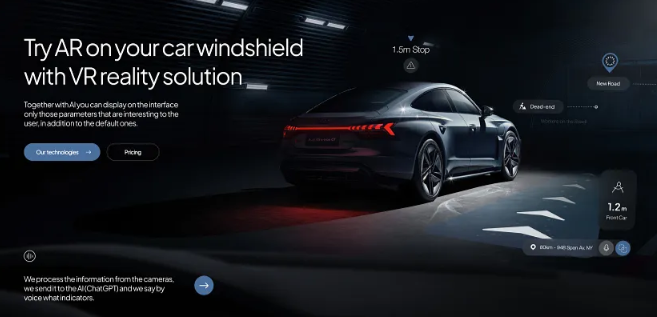 Try AR on your car windshield
with VR reality solution
Together with AI you can display on the interface
only those parameters that are interesting to the
user, in addition to the default ones.
Our technologies
Pricing
1.5m Stop
New Road
Dead-end
1.2 m
Front Car
We process the information from the cameras,
we send it to the AI (ChatGPT) and we say by
voice what indicators.